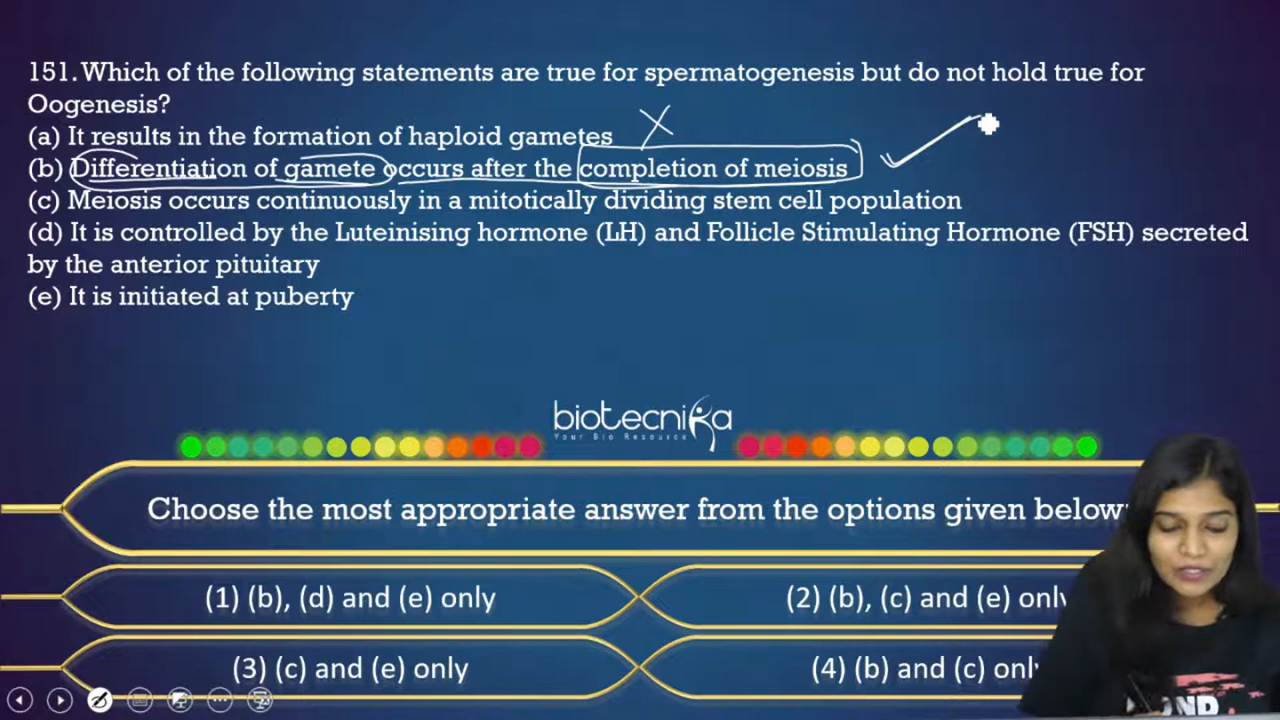 151. Which of the following statements are true for spermatogenesis but do not hold true for
Oogenesis?
(a) It results in the formation of haploid gametes
(b) Differentiation of gamete occurs after the completion of meiosis
(c) Meiosis occurs continuously in a mitotically dividing stem cell population
(d) It is controlled by the Luteinising hormone (LH) and Follicle Stimulating Hormone (FSH) secreted
by the anterior pituitary
(e) It is initiated at puberty
biotecnika
Your Bio Resource
Choose the most appropriate answer from the options given below:
(1) (b), (d) and (e) only
(2) (b), (c) and (e) only
(3) (c) and (e) only
(4) (b) and (c) only